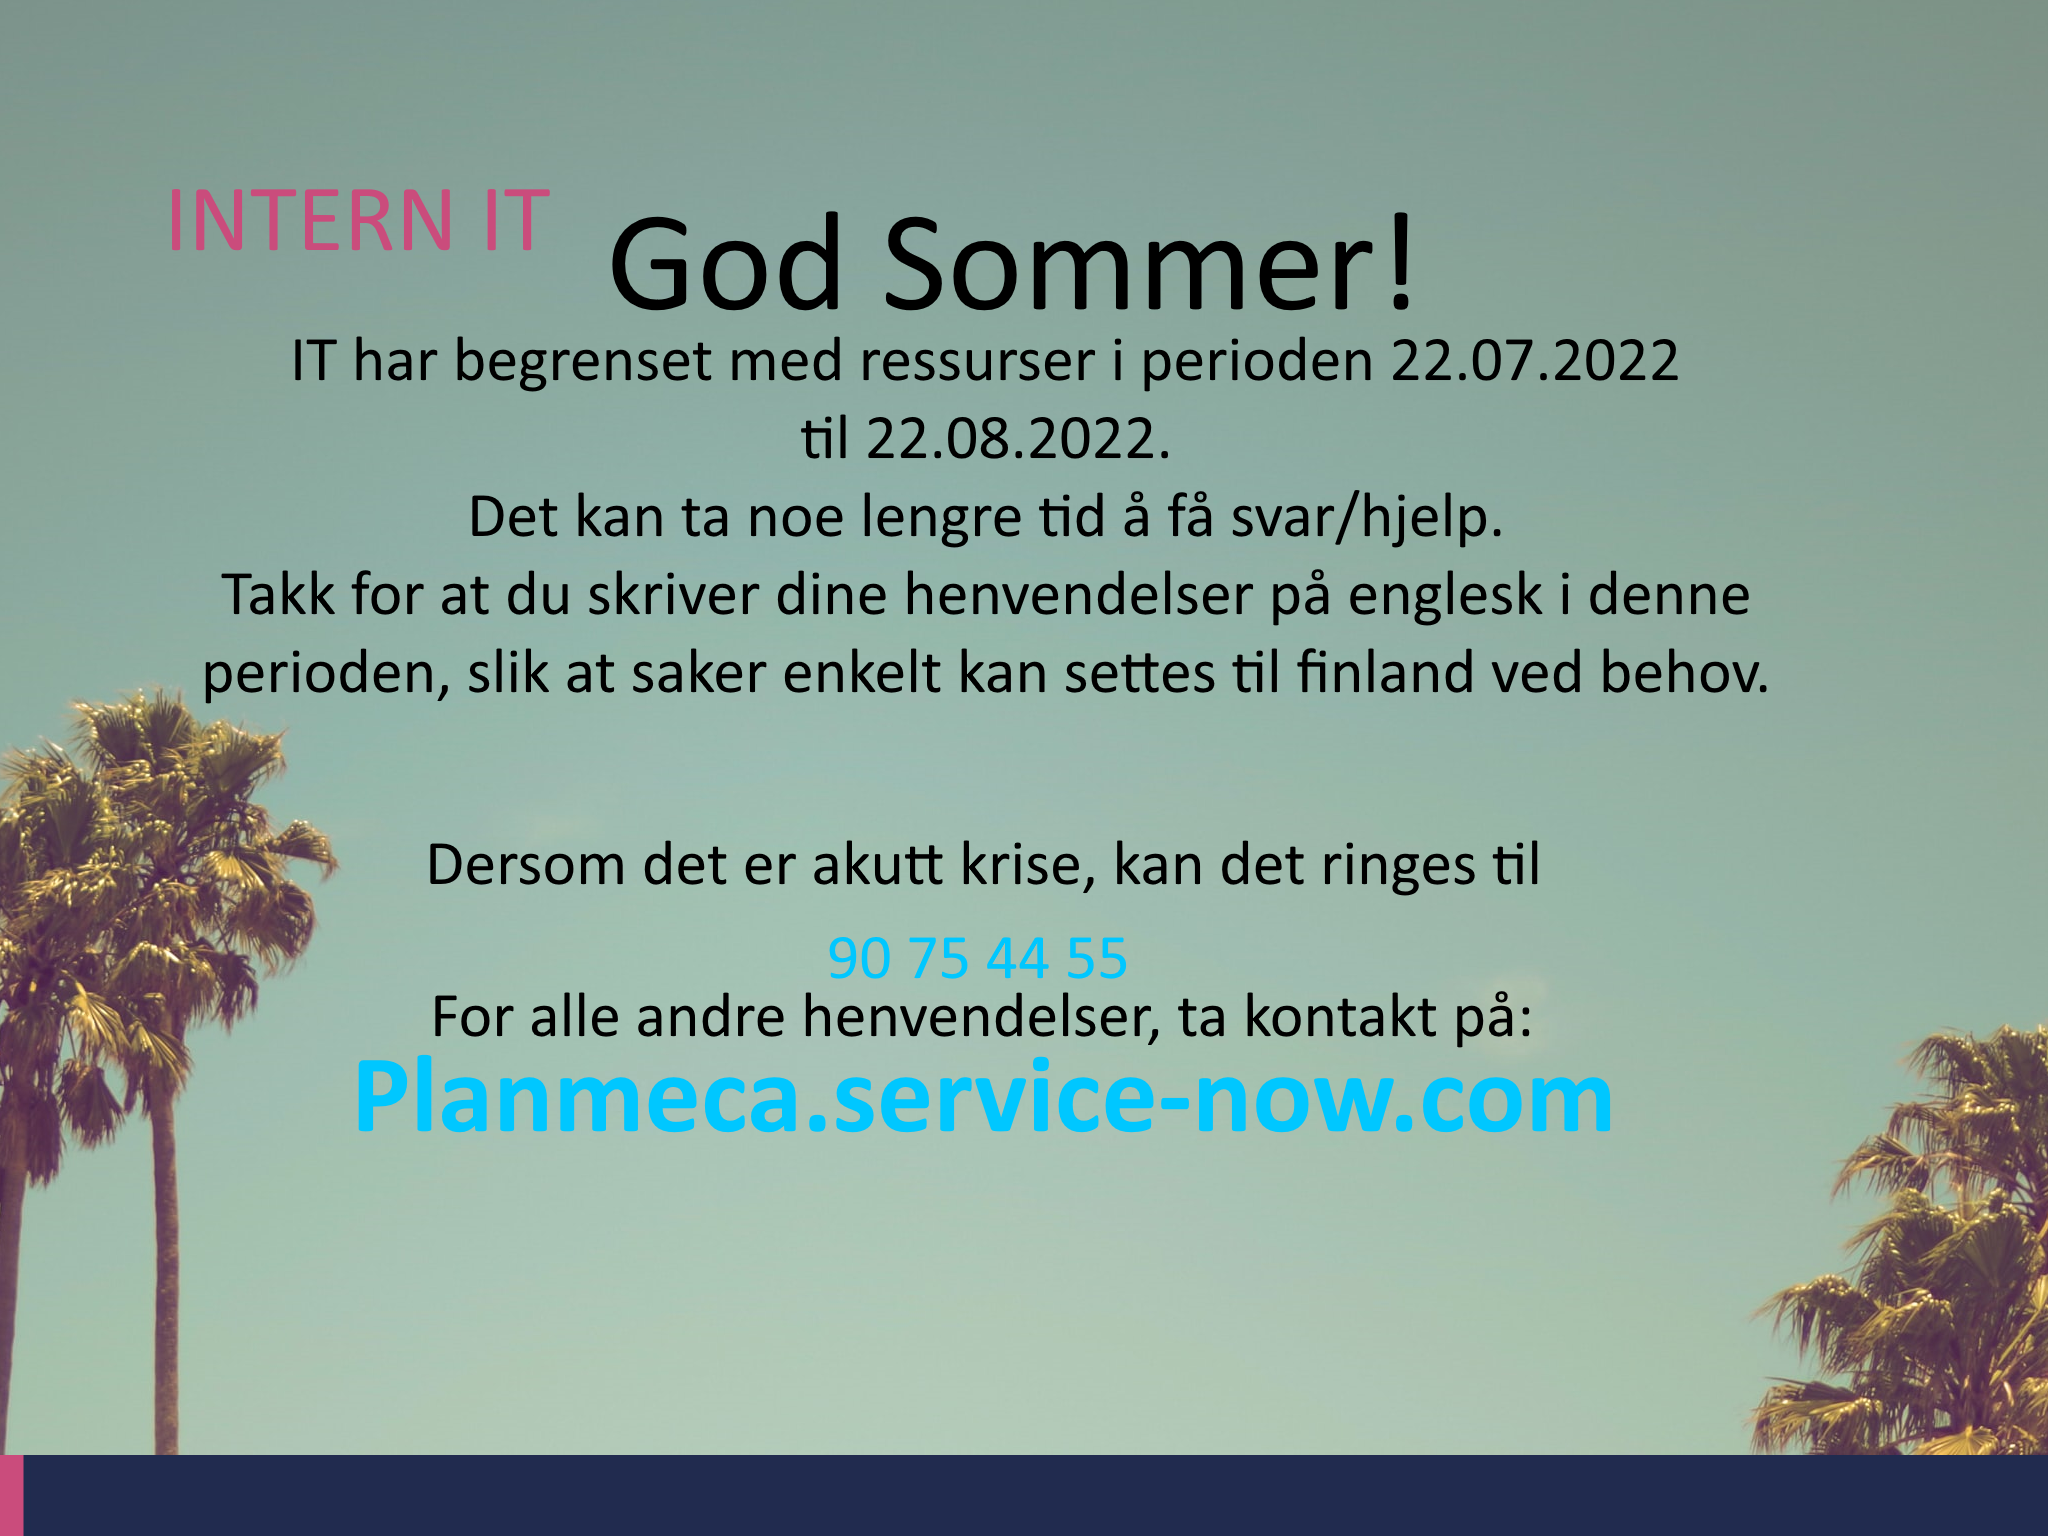 INTERN IT
God Sommer!
IT har begrenset med ressurser i perioden 22.07.2022
til 22.08.2022.
Det kan ta noe lengre tid å få svar/hjelp.
Takk for at du skriver dine henvendelser på englesk i denne
perioden, slik at saker enkelt kan settes til finland ved behov.
Dersom det er akutt krise, kan det ringes til
90 75 44 55
For alle andre henvendelser, ta kontakt på:
Planmeca.service-now.com